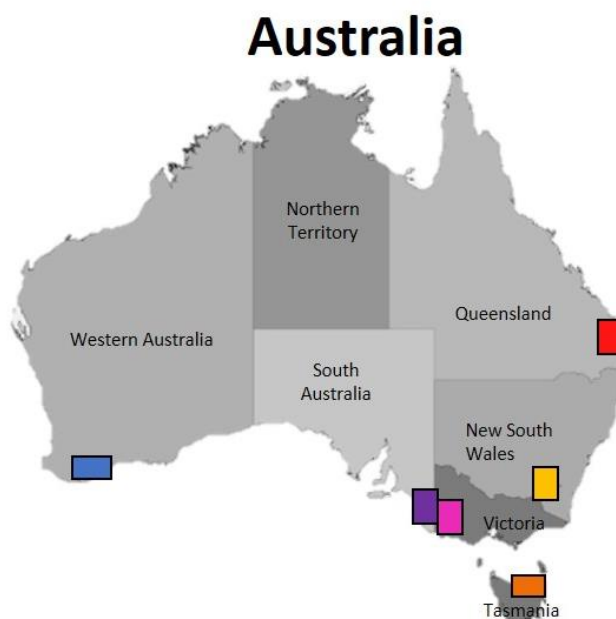 Australia
Northern
Territory
Queensland
Western Australia
South
Australia
New South
Wales
Victoria
Tasmania